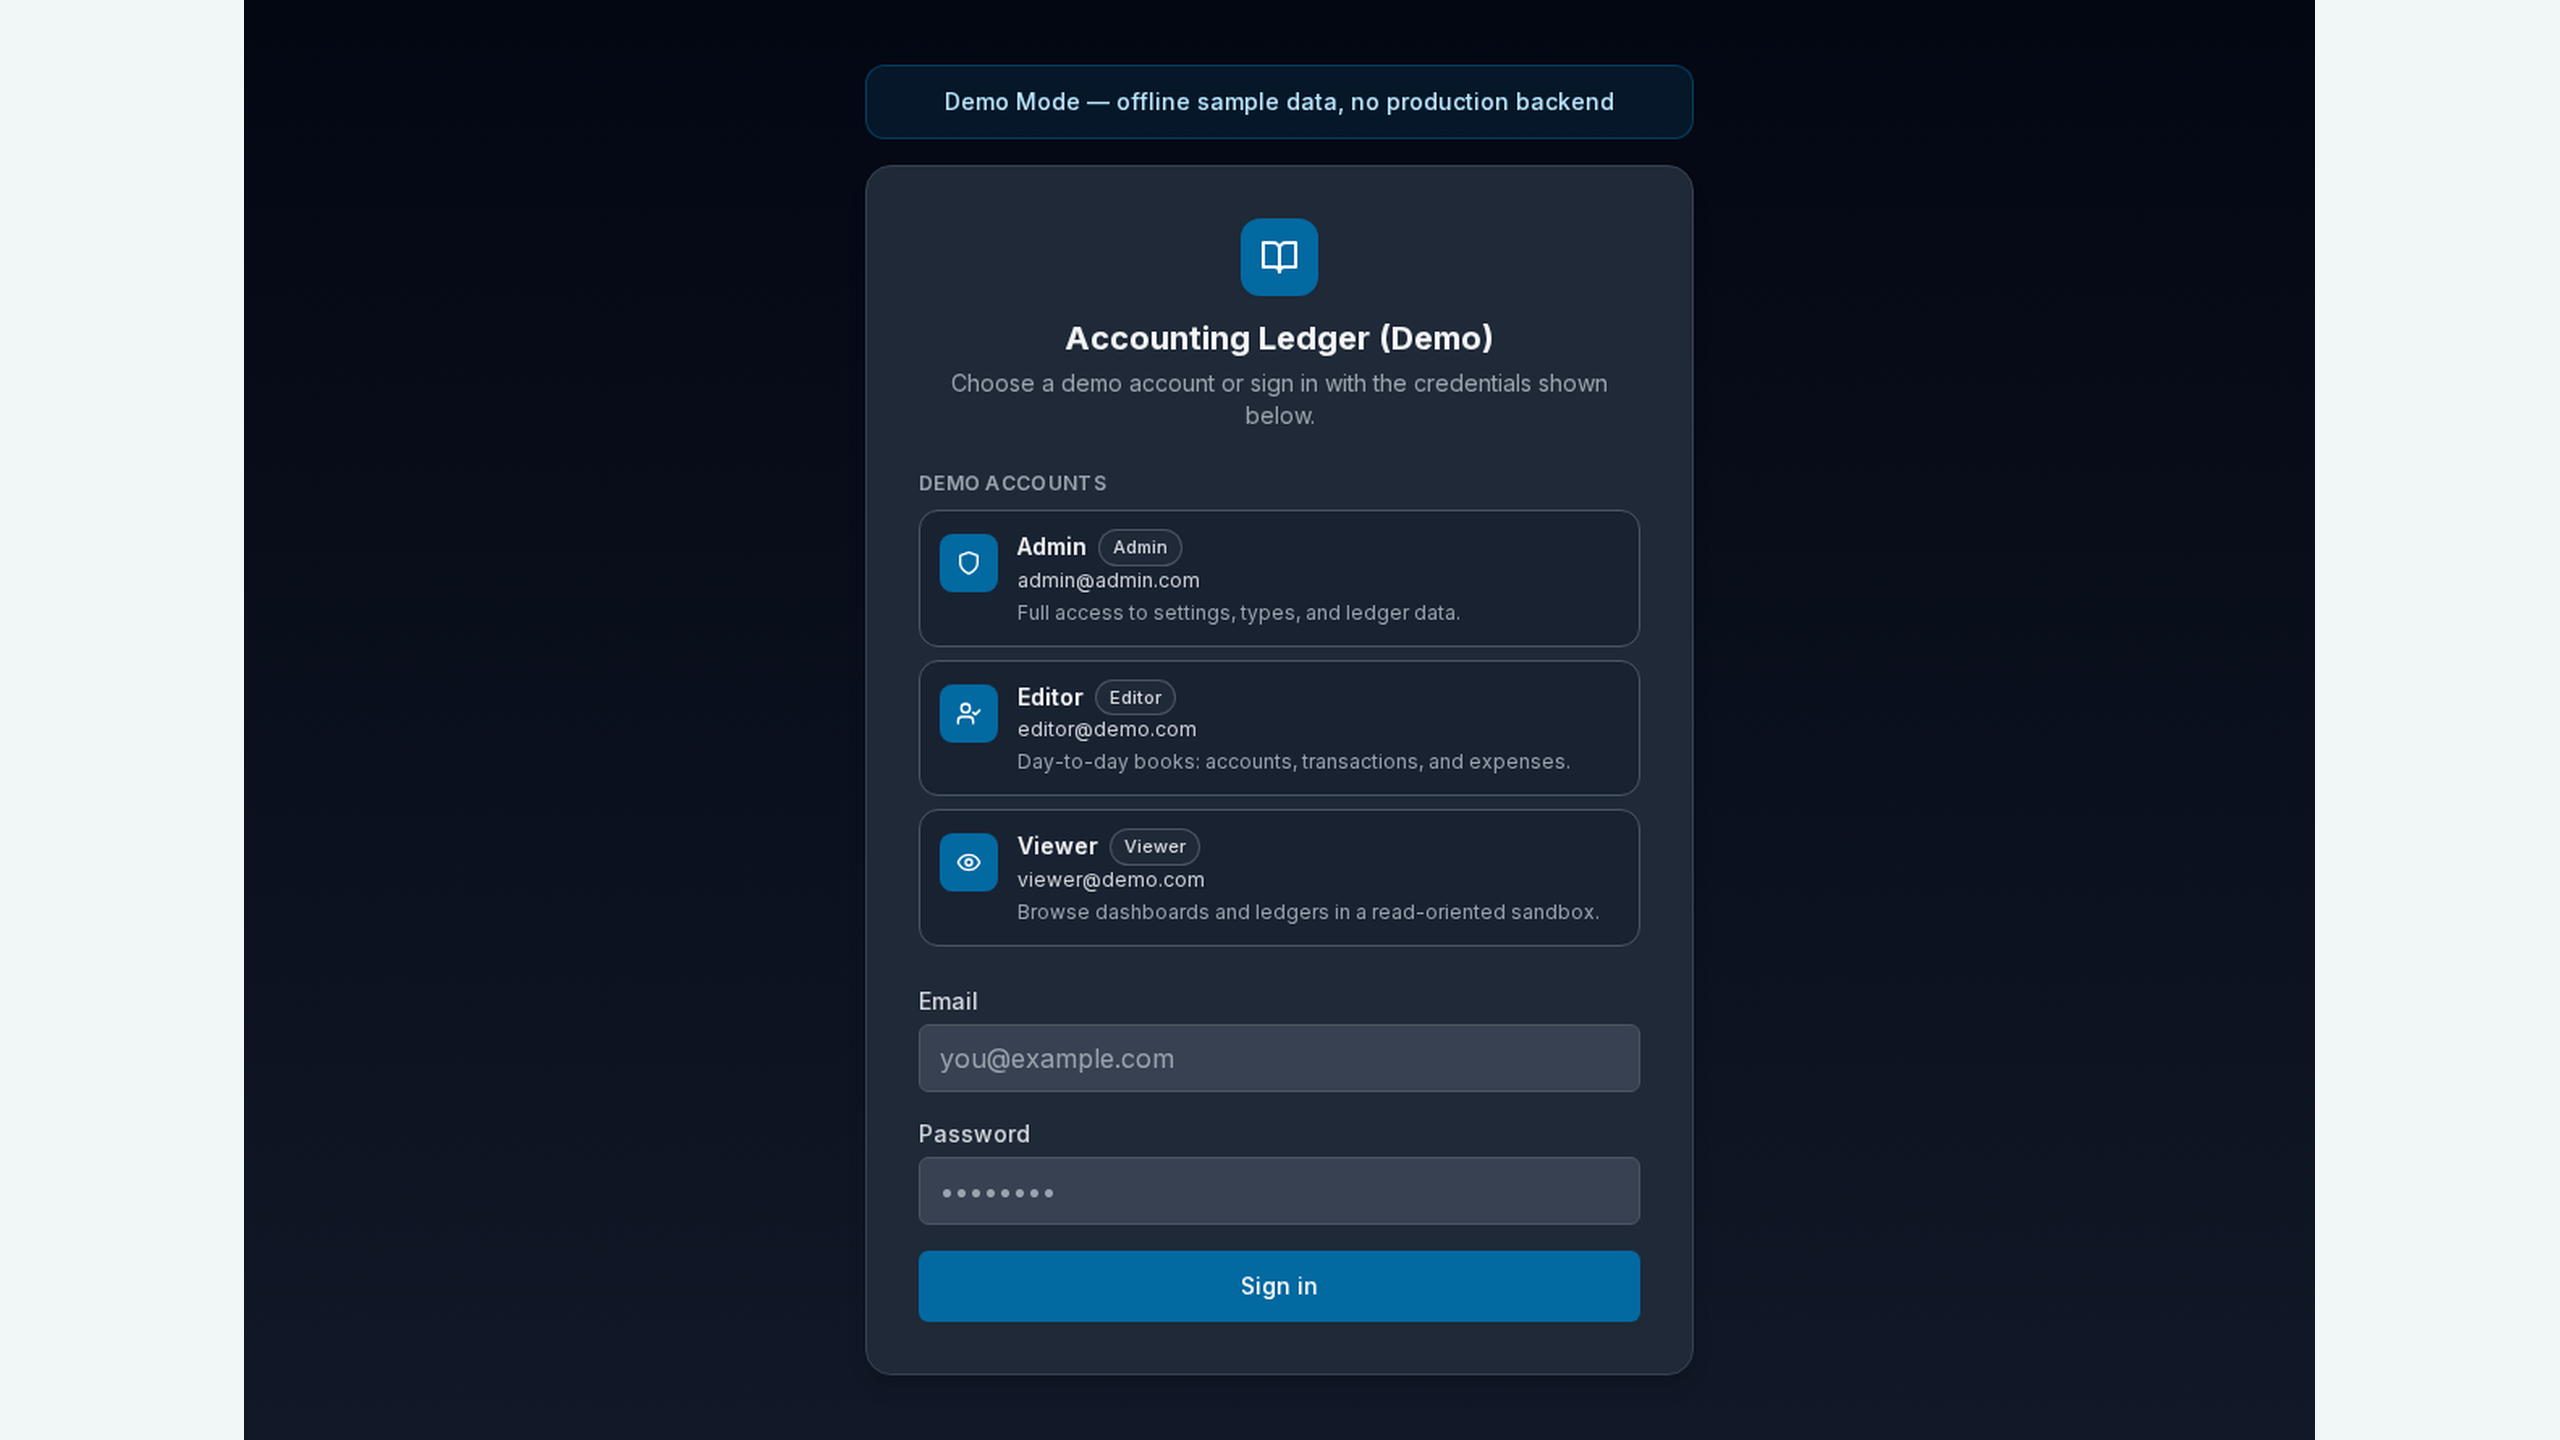 Demo Mode — offline sample data, no production backend
Accounting Ledger (Demo)
Choose a demo account or sign in with the credentials shown
below.
DEMO ACCOUNTS
Admin Admin
admin@admin.com
Full access to settings, types, and ledger data.
Editor Editor
editor@demo.com
Day-to-day books: accounts, transactions, and expenses.
Viewer Viewer
viewer@demo.com
Browse dashboards and ledgers in a read-oriented sandbox.
Email
you@example.com
Password
••••••••
Sign in